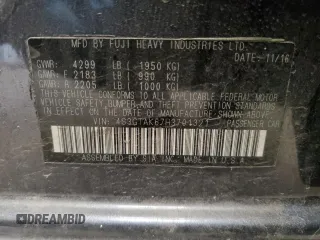 MFD. BY FUJI HEAVY INDUSTRIES LTD.
DATE: 11/16
GVWR: 4299 LB ( 1950 KG)
GAWR: F 2183 LB ( 990 KG)
GAWR: R 2205 LB ( 1000 KG)
THIS VEHICLE CONFORMS TO ALL APPLICABLE
FEDERAL MOTOR VEHICLE SAFETY, BUMPER AND THEFT
PREVENTION STANDARDS IN EFFECT ON THE DATE OF
MANUFACTURE SHOWN ABOVE.
VIN:
PASSENGER CAR
ASSEMBLED BY SIA, INC. MADE IN U.S.A.
© DREAMBID
dreambid.com